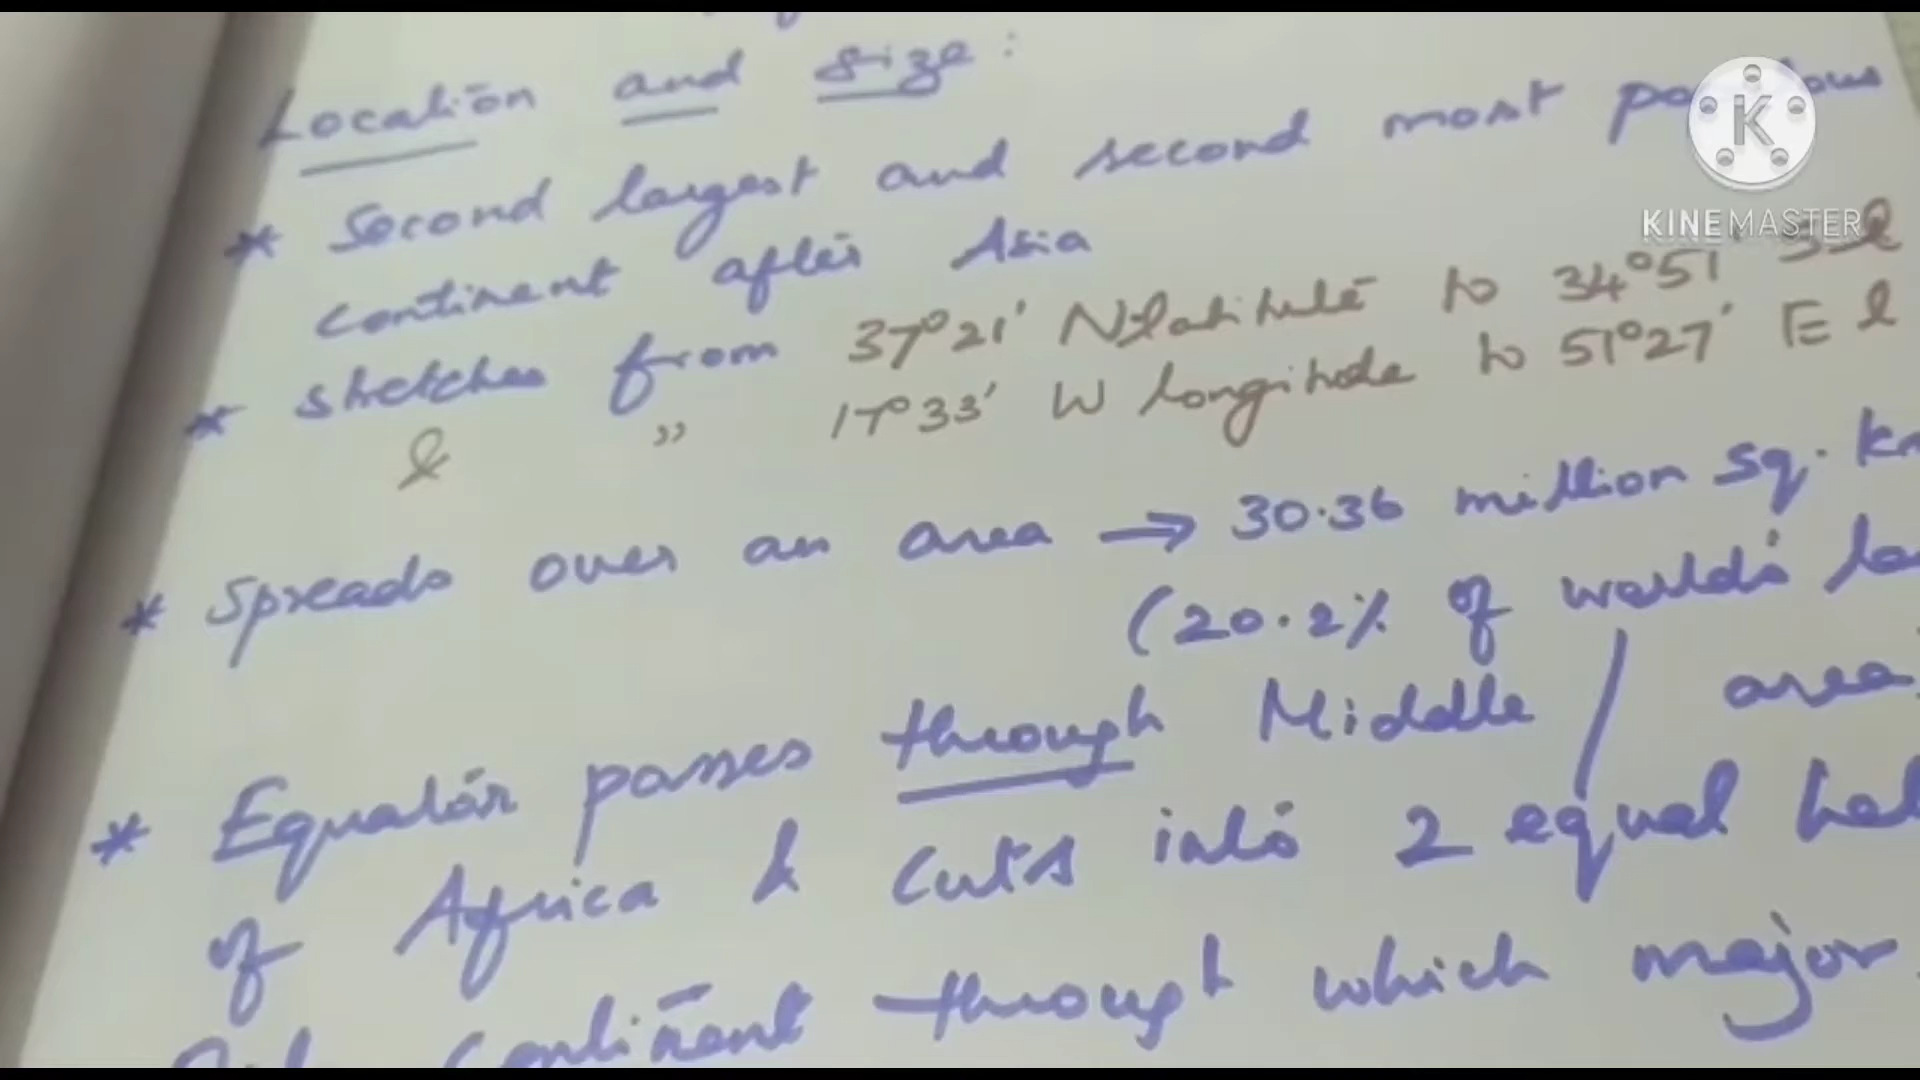 Location and size:
* Second largest and second most
continent after Asia
* stretches from 37°21' N latitude to 34°51' S l
& " 17°33' W longitude to 51°27' E l
* Spreads over an area → 30.36 million sq. km
(20.2% of world's la
area.
* Equator passes through Middle
of Africa & cuts into 2 equal hal
continent through which major
KINEMASTER